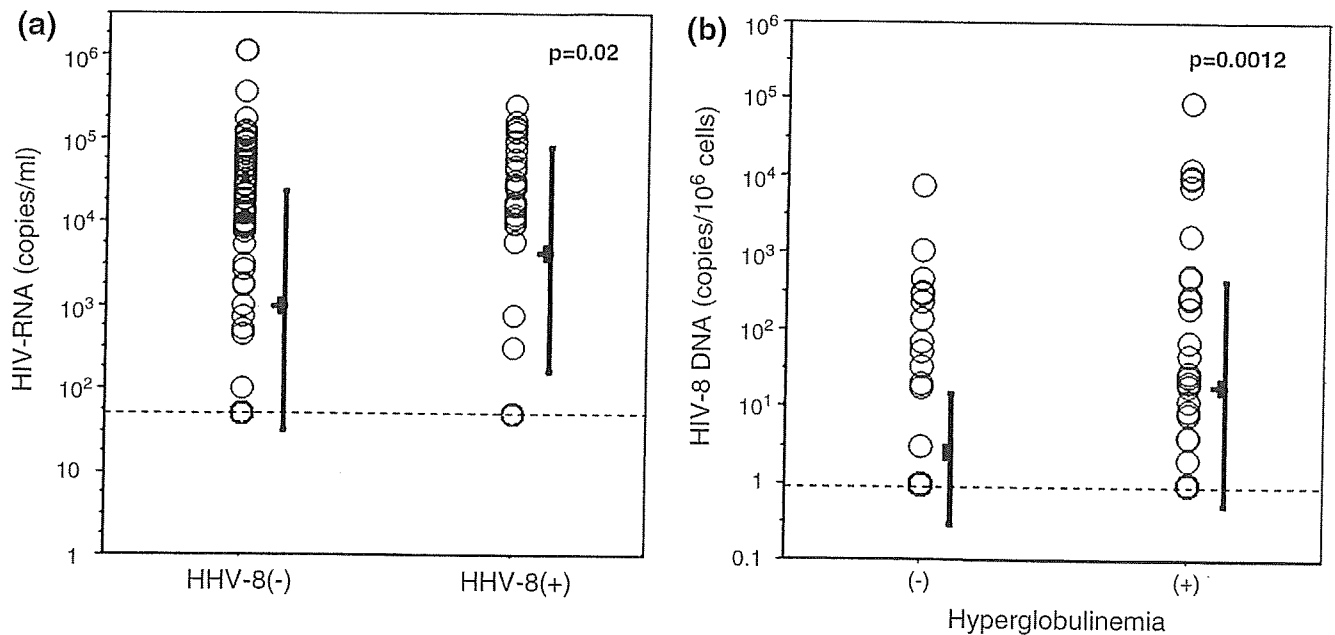 (a)
p=0.02
HIV-RNA (copies/ml)
10⁶
10⁵
10⁴
10³
10²
10
1
HHV-8(-)
HHV-8(+)
(b)
p=0.0012
HIV-8 DNA (copies/10⁶ cells)
10⁶
10⁵
10⁴
10³
10²
10¹
1
0.1
(-)
(+)
Hyperglobulinemia